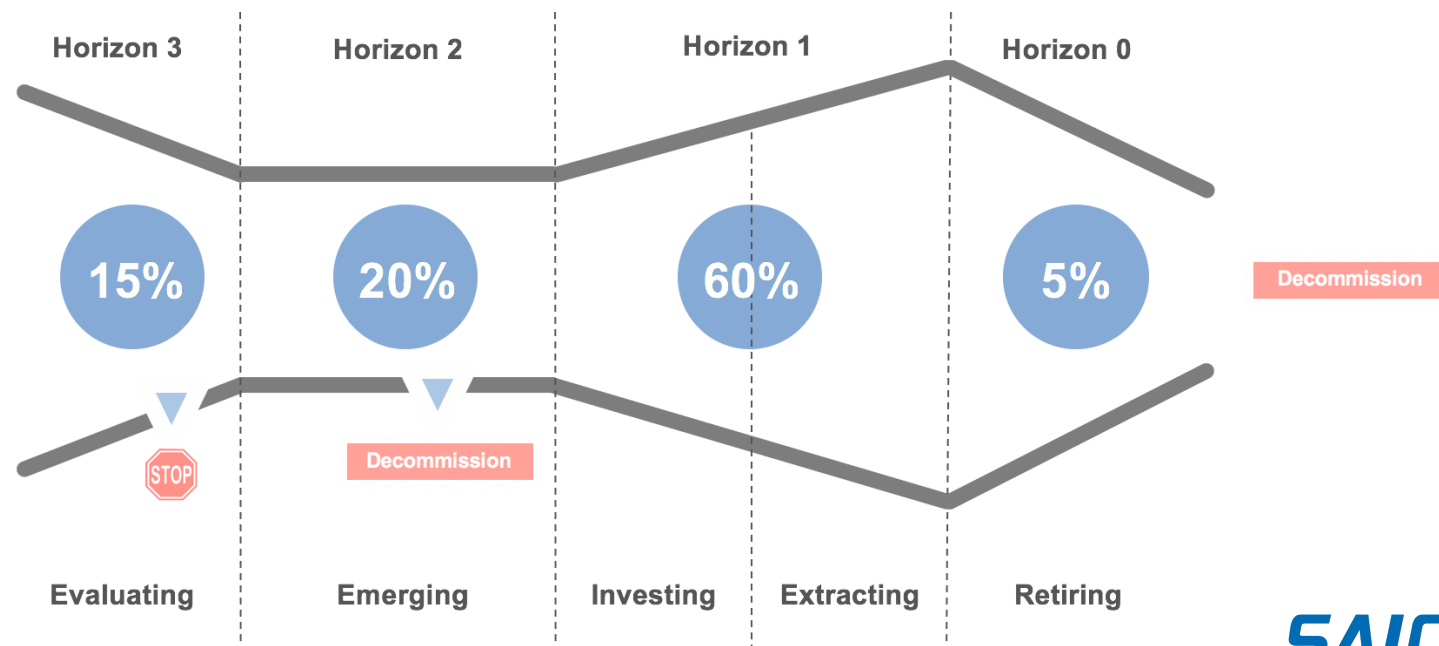 Horizon 3
Horizon 2
Horizon 1
Horizon 0
15%
20%
60%
5%
Decommission
STOP
Decommission
Evaluating
Emerging
Investing
Extracting
Retiring